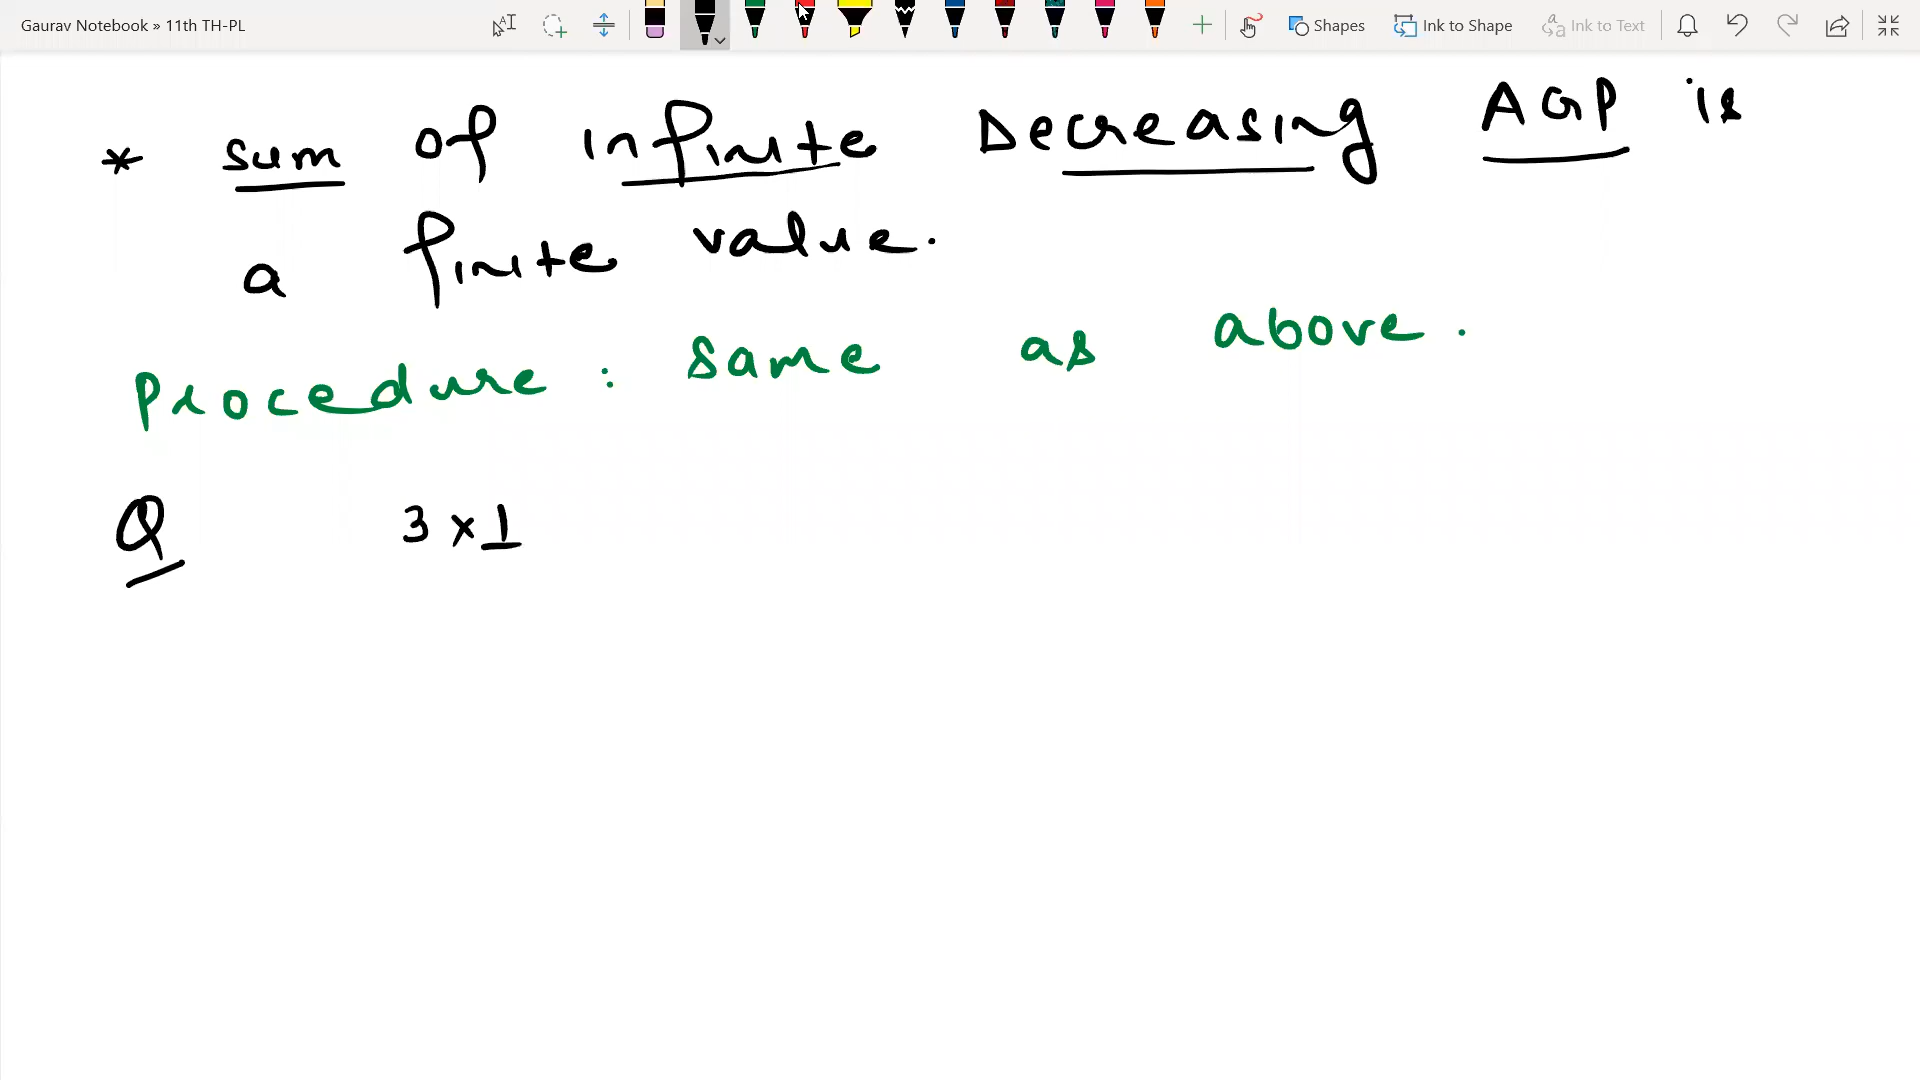 Gaurav Notebook » 11th TH-PL
Shapes
Ink to Shape
Ink to Text
* sum of infinite Decreasing AGP is
a finite value.
Procedure : same as above.
Q 3 × 1